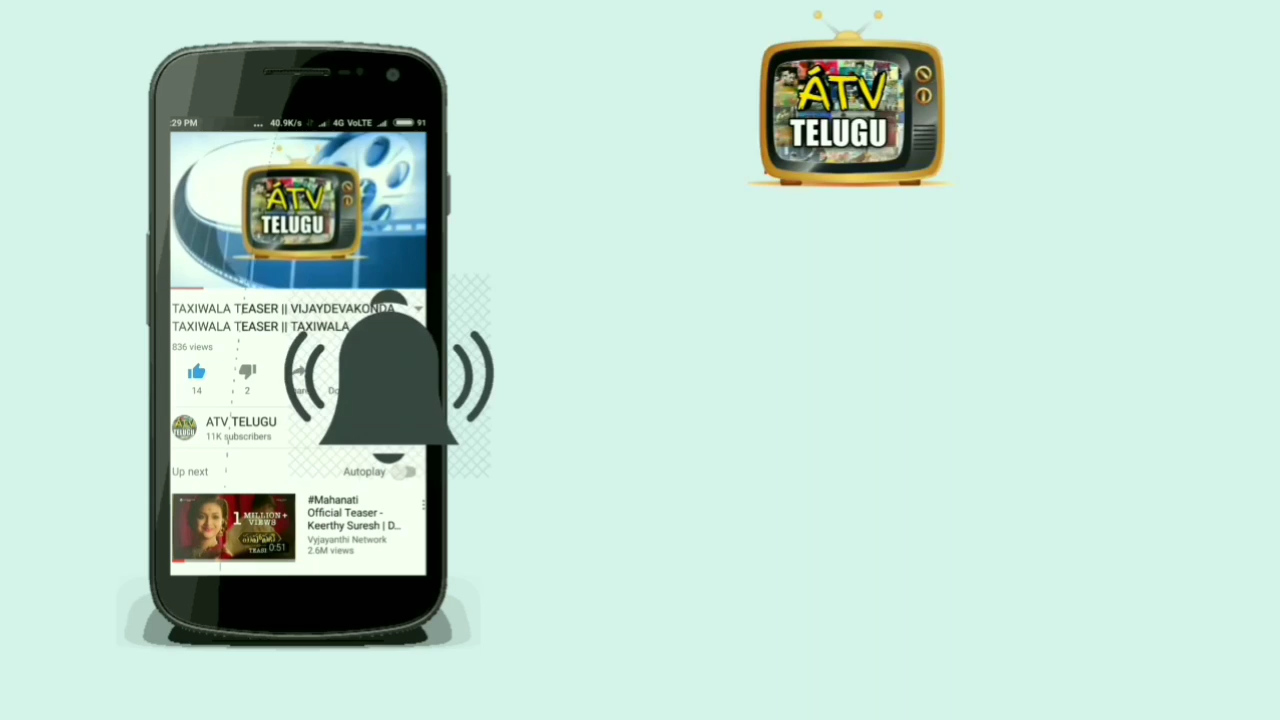 :29 PM ... 40.9K/s 4G VoLTE 91
ÁTV
TELUGU
TAXIWALA TEASER || VIJAYDEVAKONDA
TAXIWALA TEASER || TAXIWALA
836 views
14 2
ATV TELUGU
11K subscribers
Up next Autoplay
1 MILLION+
VIEWS
0:51
#Mahanati
Official Teaser -
Keerthy Suresh | D...
Vyjayanthi Network
2.6M views
ÁTV
TELUGU